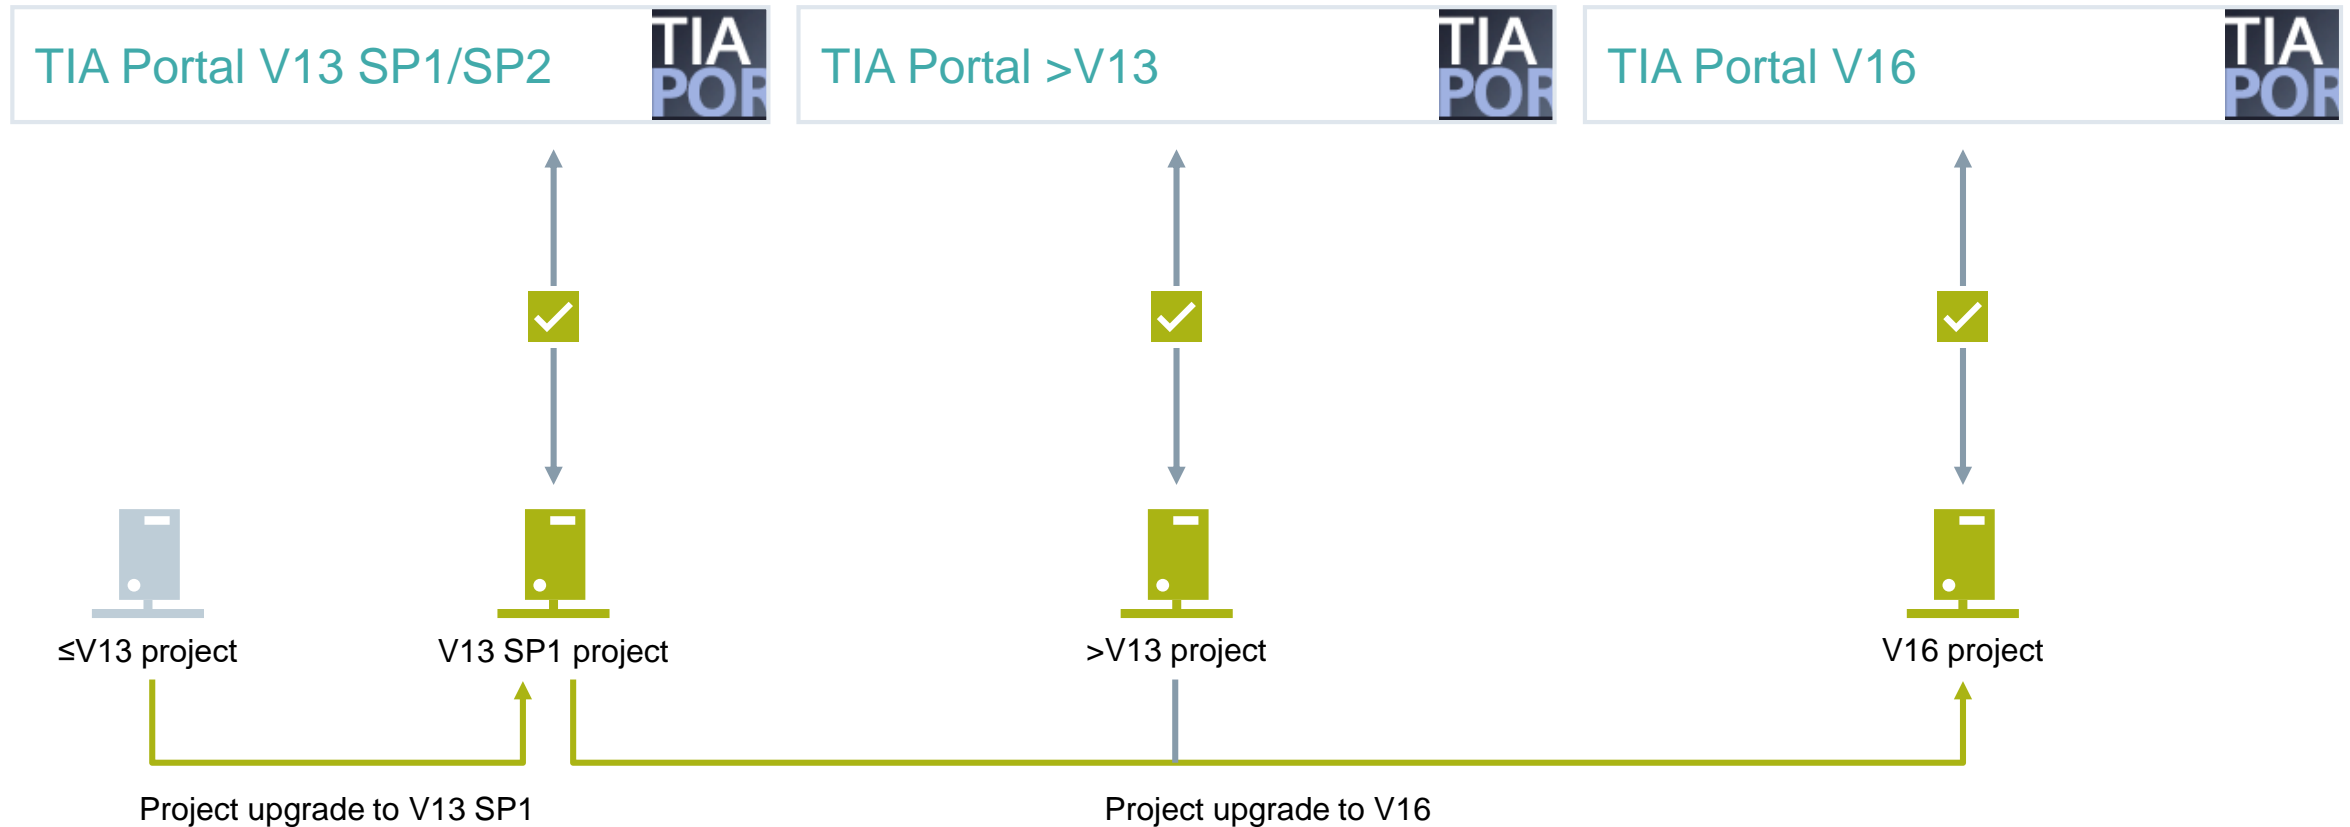 TIA Portal V13 SP1/SP2
TIA
POR
TIA Portal >V13
TIA
POR
TIA Portal V16
TIA
POR
≤V13 project
V13 SP1 project
>V13 project
V16 project
Project upgrade to V13 SP1
Project upgrade to V16